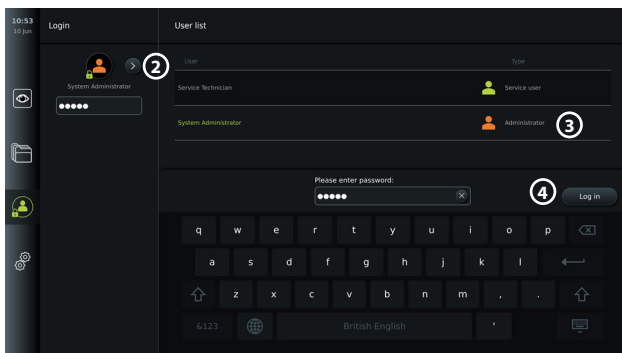 10:53
10 Jun
Login
User list
2
User
Type
System Administrator
●●●●●
Service Technician
Service user
System Administrator
Administrator
3
Please enter password:
●●●●●
4
Log in
q w e r t y u i o p
a s d f g h j k l
z x c v b n m , .
&123
British English
'